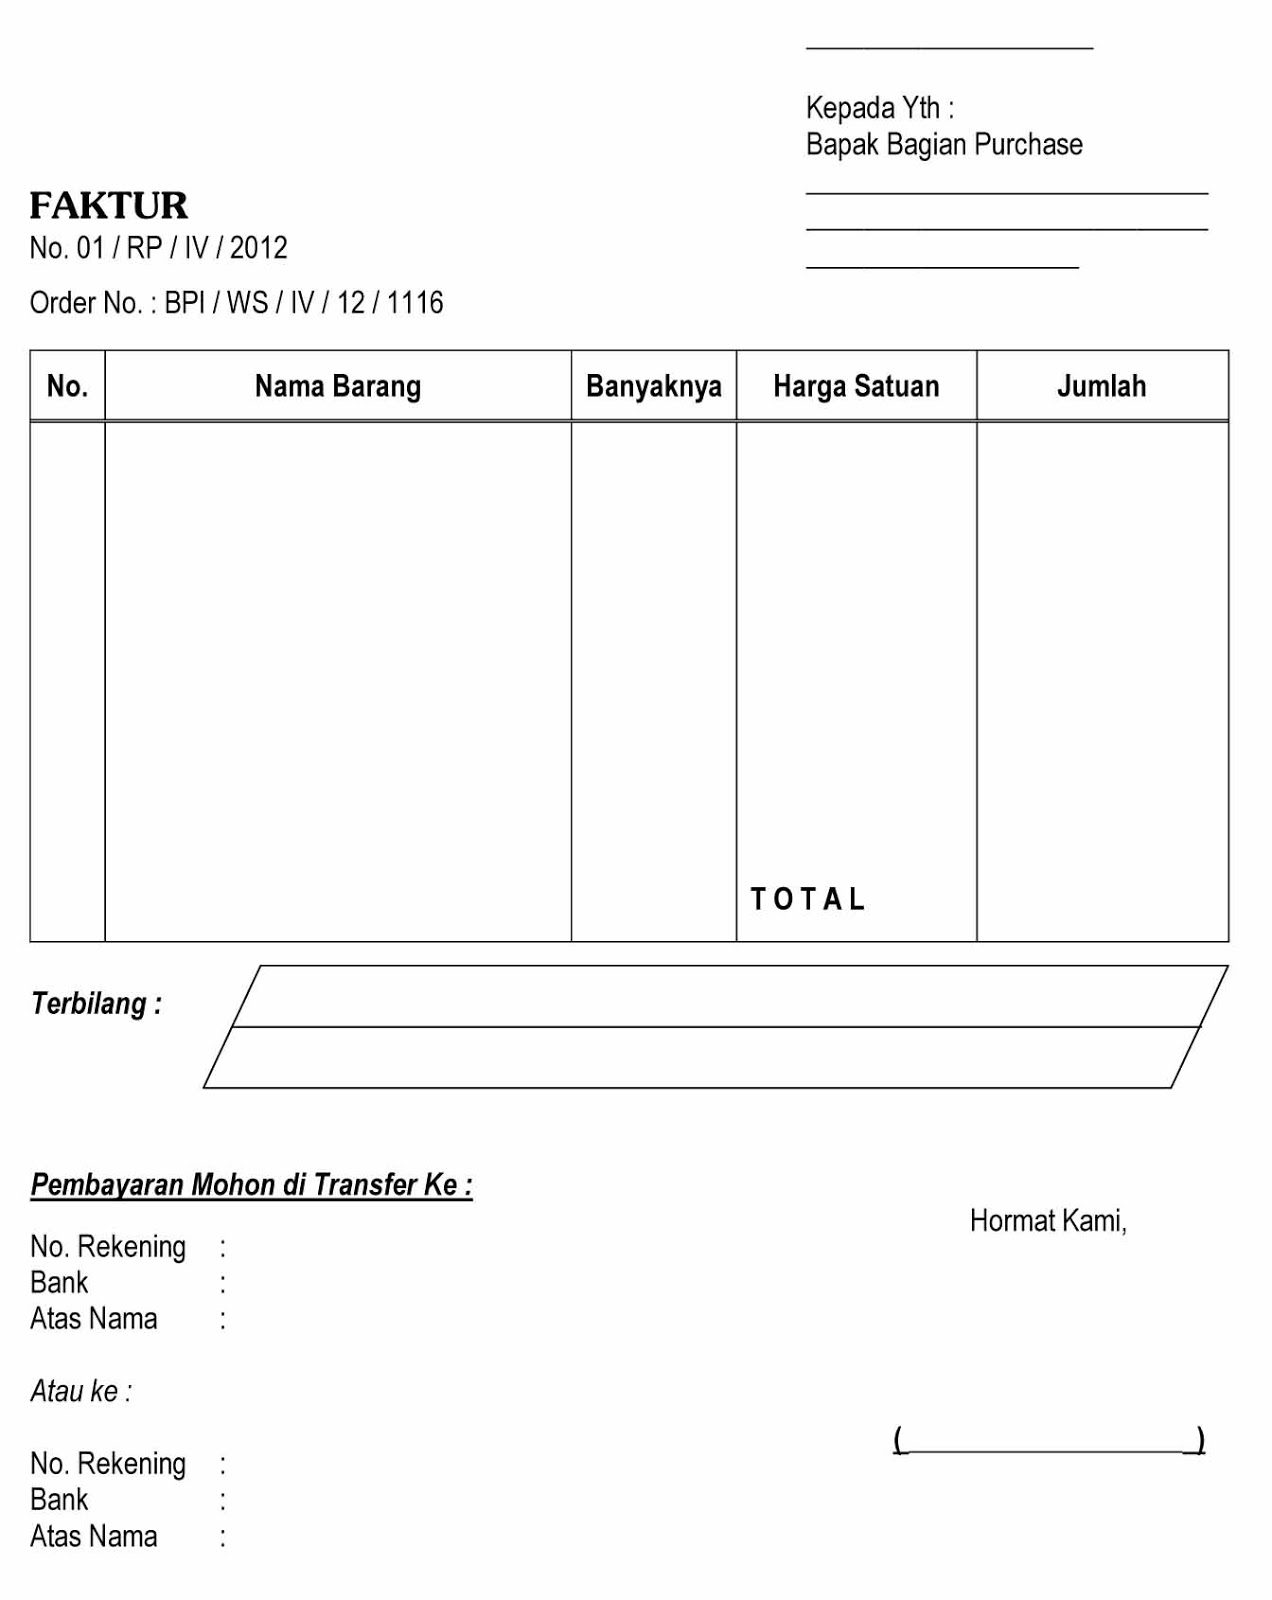 Kepada Yth :
Bapak Bagian Purchase
FAKTUR
No. 01 / RP / IV / 2012
Order No. : BPI / WS / IV / 12 / 1116
No. Nama Barang Banyaknya Harga Satuan Jumlah
T O T A L
Terbilang :
Pembayaran Mohon di Transfer Ke :
Hormat Kami,
No. Rekening :
Bank :
Atas Nama :
Atau ke :
(____________________)
No. Rekening :
Bank :
Atas Nama :